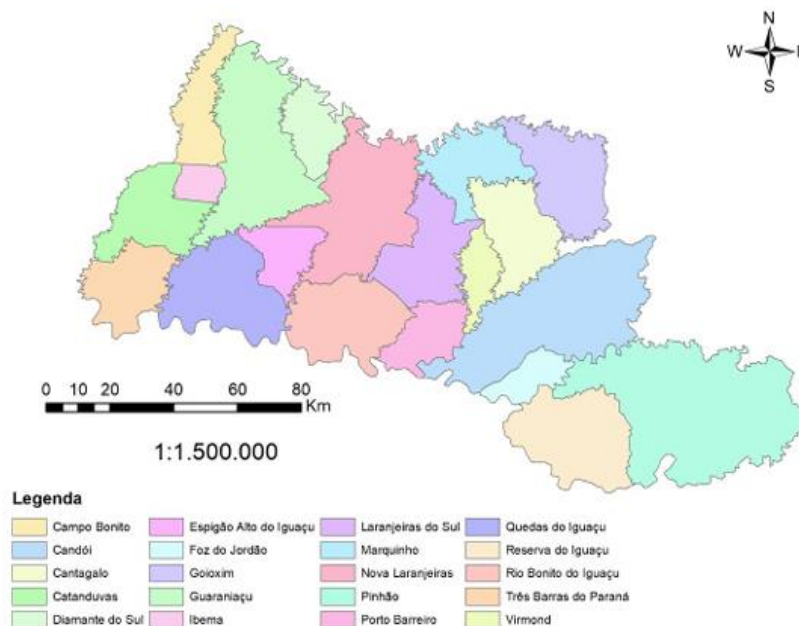 N
W
S
0 10 20 40 60 80
Km
1:1.500.000
Legenda
Campo Bonito Espigão Alto do Iguaçu Laranjeiras do Sul Quedas do Iguaçu
Candói Foz do Jordão Marquinho Reserva do Iguaçu
Cantagalo Goioxim Nova Laranjeiras Rio Bonito do Iguaçu
Catanduvas Guaraniaçu Pinhão Três Barras do Paraná
Diamante do Sul Ibema Porto Barreiro Virmond